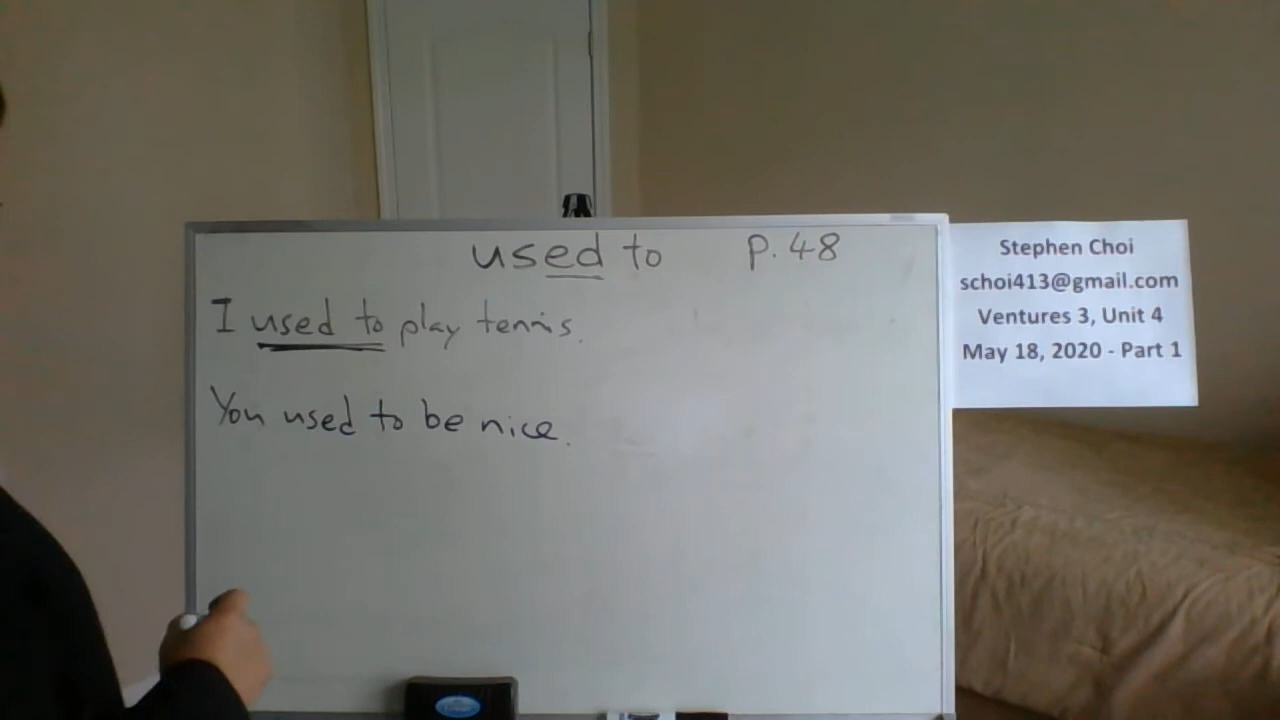 used to p.48
I used to play tennis.
You used to be nice.
Stephen Choi
schoi413@gmail.com
Ventures 3, Unit 4
May 18, 2020 - Part 1